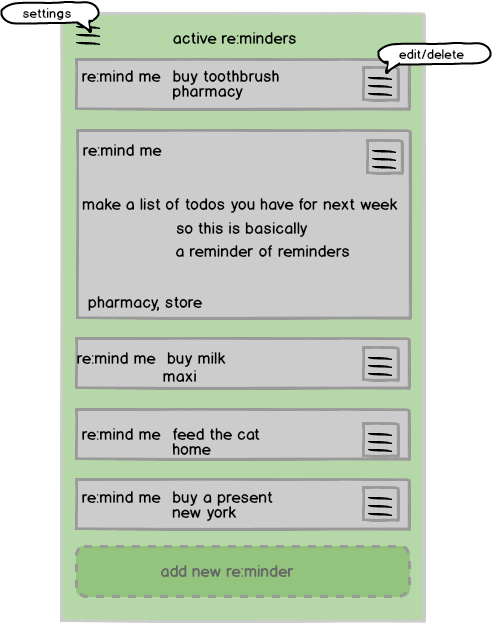 settings
active re:minders
edit/delete
re:mind me buy toothbrush
pharmacy
re:mind me
make a list of todos you have for next week
so this is basically
a reminder of reminders
pharmacy, store
re:mind me buy milk
maxi
re:mind me feed the cat
home
re:mind me buy a present
new york
add new re:minder